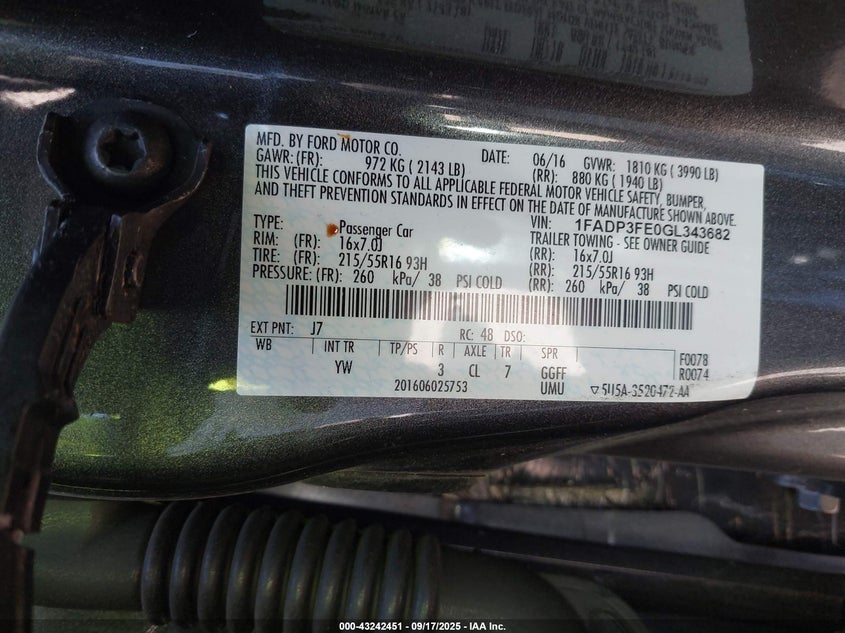 MFD. BY FORD MOTOR CO. DATE: 06/16 GVWR: 1810 KG ( 3990 LB)
GAWR: (FR): 972 KG ( 2143 LB) (RR): 880 KG ( 1940 LB)
THIS VEHICLE CONFORMS TO ALL APPLICABLE FEDERAL MOTOR VEHICLE SAFETY, BUMPER,
AND THEFT PREVENTION STANDARDS IN EFFECT ON THE DATE OF MANUFACTURE SHOWN ABOVE.
VIN: 1FADP3FE0GL343682
TYPE: Passenger Car TRAILER TOWING - SEE OWNER GUIDE
RIM: (FR): 16x7.0J (RR): 16x7.0J
TIRE: (FR): 215/55R16 93H (RR): 215/55R16 93H
PRESSURE: (FR): 260 kPa/ 38 PSI COLD (RR): 260 kPa/ 38 PSI COLD
EXT PNT: J7 RC: 48 DSO:
WB INT TR TP/PS R AXLE TR SPR F0078
YW 3 CL 7 GGFF R0074
201606025753 UMU ▽5U5A-3520472-AA
000-43242451 - 09/17/2025 - IAA Inc.